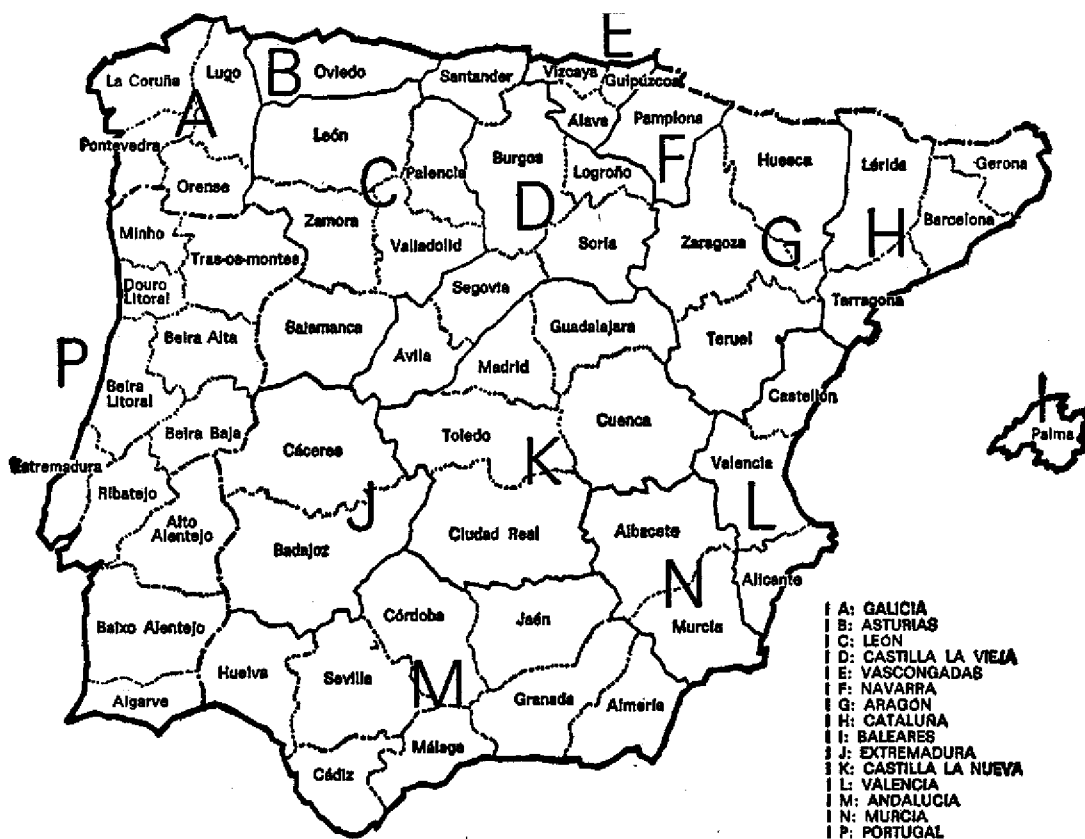 E
La Coruña
Lugo
B
Oviedo
Santander
Vizcaya
Guipúzcoa
A
León
Alava
Pamplona
Pontevedra
Burgos
Logroño
F
Huesca
Lérida
Gerona
Orense
C
Palencia
D
Zamora
Valladolid
Soria
Zaragoza
G
H
Barcelona
Minho
Tras-os-montes
Douro
Litoral
Segovia
Tarragona
Beira Alta
Salamanca
Avila
Madrid
Guadalajara
Teruel
P
Beira
Litoral
Castellón
I
Palma
Beira Baja
Cáceres
Toledo
K
Cuenca
Valencia
Estremadura
Ribatejo
Alto
Alentejo
J
Badajoz
Ciudad Real
Albacete
L
N
Alicante
Baixo Alentejo
Córdoba
Jaén
Murcia
Huelva
Sevilla
M
Granada
Almería
Algarve
Málaga
Cádiz
A: GALICIA
B: ASTURIAS
C: LEON
D: CASTILLA LA VIEJA
E: VASCONGADAS
F: NAVARRA
G: ARAGON
H: CATALUÑA
I: BALEARES
J: EXTREMADURA
K: CASTILLA LA NUEVA
L: VALENCIA
M: ANDALUCIA
N: MURCIA
P: PORTUGAL